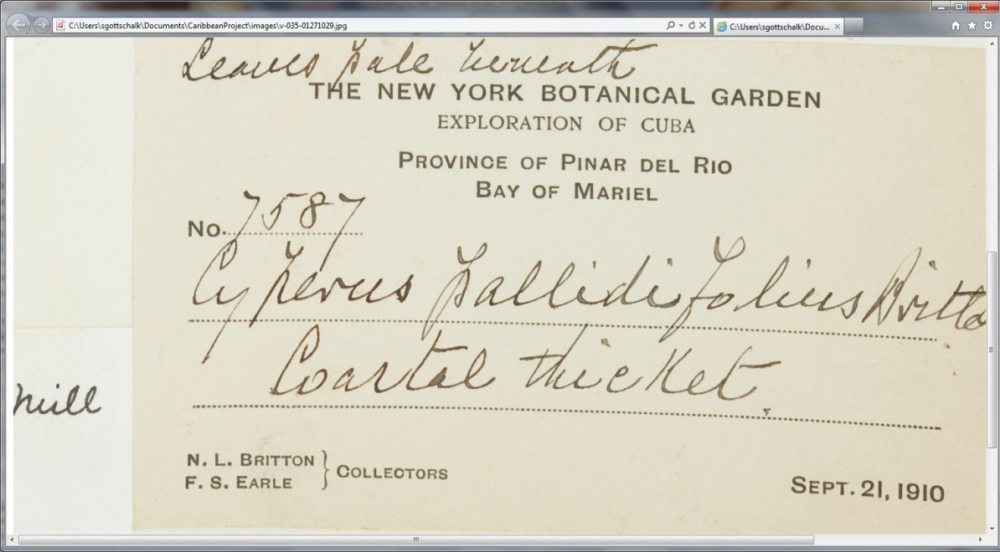 C:\Users\sgottschalk\Documents\CaribbeanProject\images\v-035-01271029.jpg
C:\Users\sgottschalk\Docu...
Leaves pale beneath
THE NEW YORK BOTANICAL GARDEN
EXPLORATION OF CUBA
PROVINCE OF PINAR DEL RIO
BAY OF MARIEL
No. 7587
Cyperus pallidifolius Britto
Coastal thicket.
Neill
N. L. BRITTON
F. S. EARLE } COLLECTORS
SEPT. 21, 1910